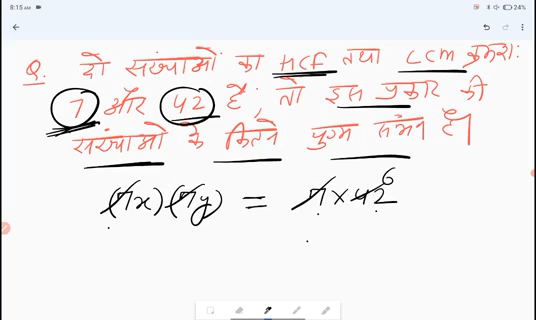 8:15 AM
24%
Q. दो संख्याओं का HCF तथा LCM क्रमशः
7 और 42 है, तो इस प्रकार की
संख्याओं के कितने युग्म संभव है।
(7x)(7y) = 7 × 42 6